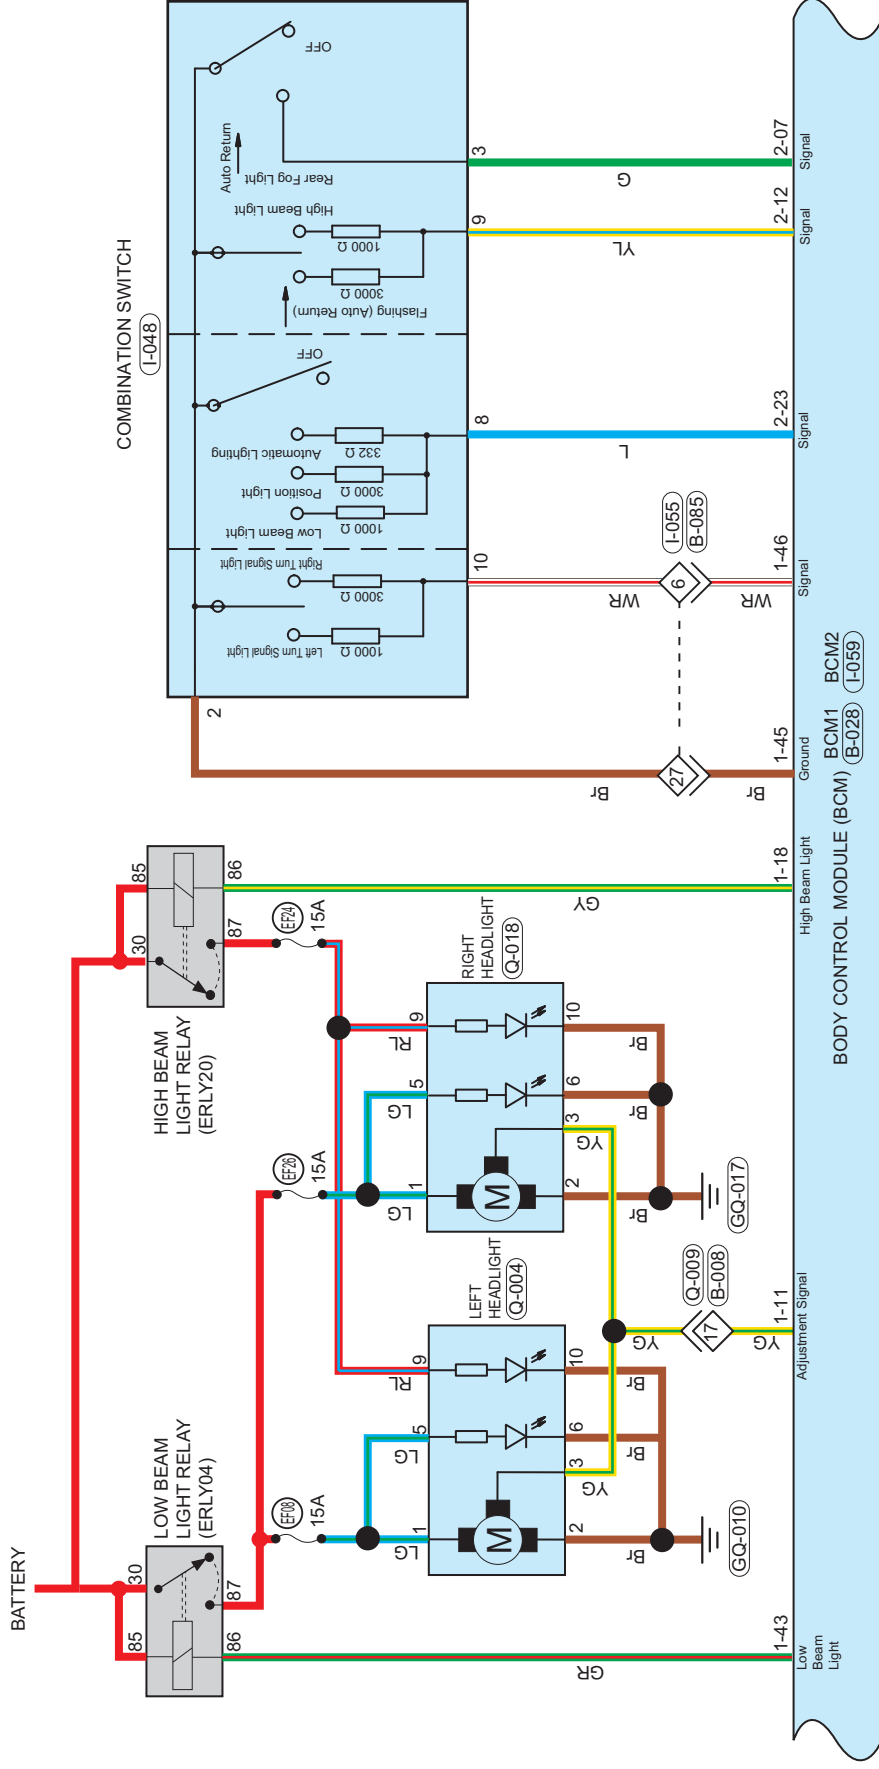 BATTERY
LOW BEAM
LIGHT RELAY
(ERLY04)
85
30
86
87
HIGH BEAM
LIGHT RELAY
(ERLY20)
30
85
87
86
EF08
15A
EF26
15A
EF24
15A
LG
LG
RL
LG
LG
RL
1
5
9
LEFT
HEADLIGHT
Q-004
M
2
3
6
10
1
5
9
RIGHT
HEADLIGHT
Q-018
M
2
3
6
10
Br
YG
Br
Br
Br
YG
Br
Br
GQ-010
GQ-017
YG
17
Q-009
B-008
YG
GR
GY
COMBINATION SWITCH
I-048
Left Turn Signal Light
1000 Ω
Right Turn Signal Light
3000 Ω
Low Beam Light
1000 Ω
Position Light
3000 Ω
Automatic Lighting
332 Ω
OFF
Flashing (Auto Return)
3000 Ω
High Beam Light
1000 Ω
Rear Fog Light
Auto Return
OFF
2
10
8
9
3
Br
27
Br
WR
6
I-055
B-085
WR
L
YL
G
1-43
Low
Beam
Light
1-11
Adjustment Signal
1-18
High Beam Light
1-45
Ground
1-46
Signal
2-23
Signal
2-12
Signal
2-07
Signal
BODY CONTROL MODULE (BCM)
BCM1
B-028
BCM2
I-059